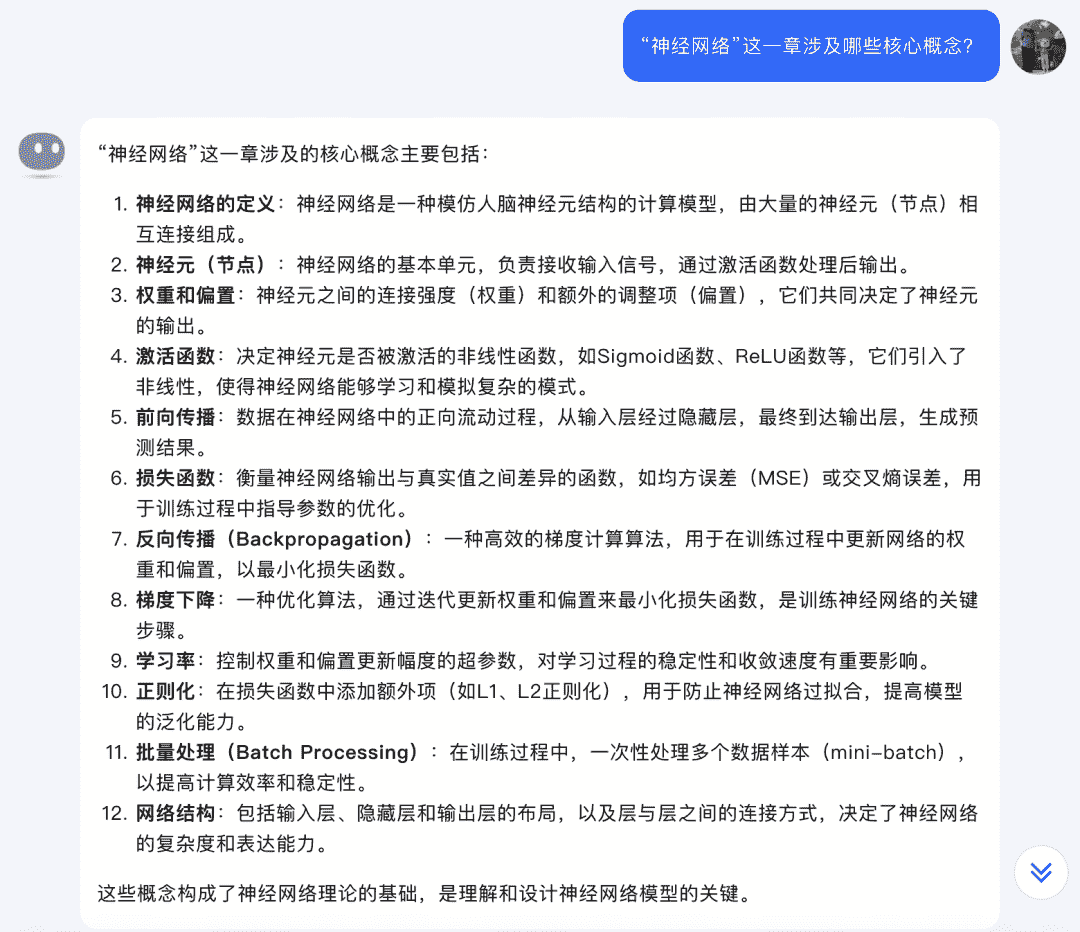 “神经网络”这一章涉及哪些核心概念?
“神经网络”这一章涉及的核心概念主要包括：
1. 神经网络的定义：神经网络是一种模仿人脑神经元结构的计算模型，由大量的神经元（节点）相
互连接组成。
2. 神经元（节点）：神经网络的基本单元，负责接收输入信号，通过激活函数处理后输出。
3. 权重和偏置：神经元之间的连接强度（权重）和额外的调整项（偏置），它们共同决定了神经元
的输出。
4. 激活函数：决定神经元是否被激活的非线性函数，如Sigmoid函数、ReLU函数等，它们引入了
非线性，使得神经网络能够学习和模拟复杂的模式。
5. 前向传播：数据在神经网络中的正向流动过程，从输入层经过隐藏层，最终到达输出层，生成预
测结果。
6. 损失函数：衡量神经网络输出与真实值之间差异的函数，如均方误差（MSE）或交叉熵误差，用
于训练过程中指导参数的优化。
7. 反向传播（Backpropagation）：一种高效的梯度计算算法，用于在训练过程中更新网络的权
重和偏置，以最小化损失函数。
8. 梯度下降：一种优化算法，通过迭代更新权重和偏置来最小化损失函数，是训练神经网络的关键
步骤。
9. 学习率：控制权重和偏置更新幅度的超参数，对学习过程的稳定性和收敛速度有重要影响。
10. 正则化：在损失函数中添加额外项（如L1、L2正则化），用于防止神经网络过拟合，提高模型
的泛化能力。
11. 批量处理（Batch Processing）：在训练过程中，一次性处理多个数据样本（mini-batch），
以提高计算效率和稳定性。
12. 网络结构：包括输入层、隐藏层和输出层的布局，以及层与层之间的连接方式，决定了神经网络
的复杂度和表达能力。
这些概念构成了神经网络理论的基础，是理解和设计神经网络模型的关键。